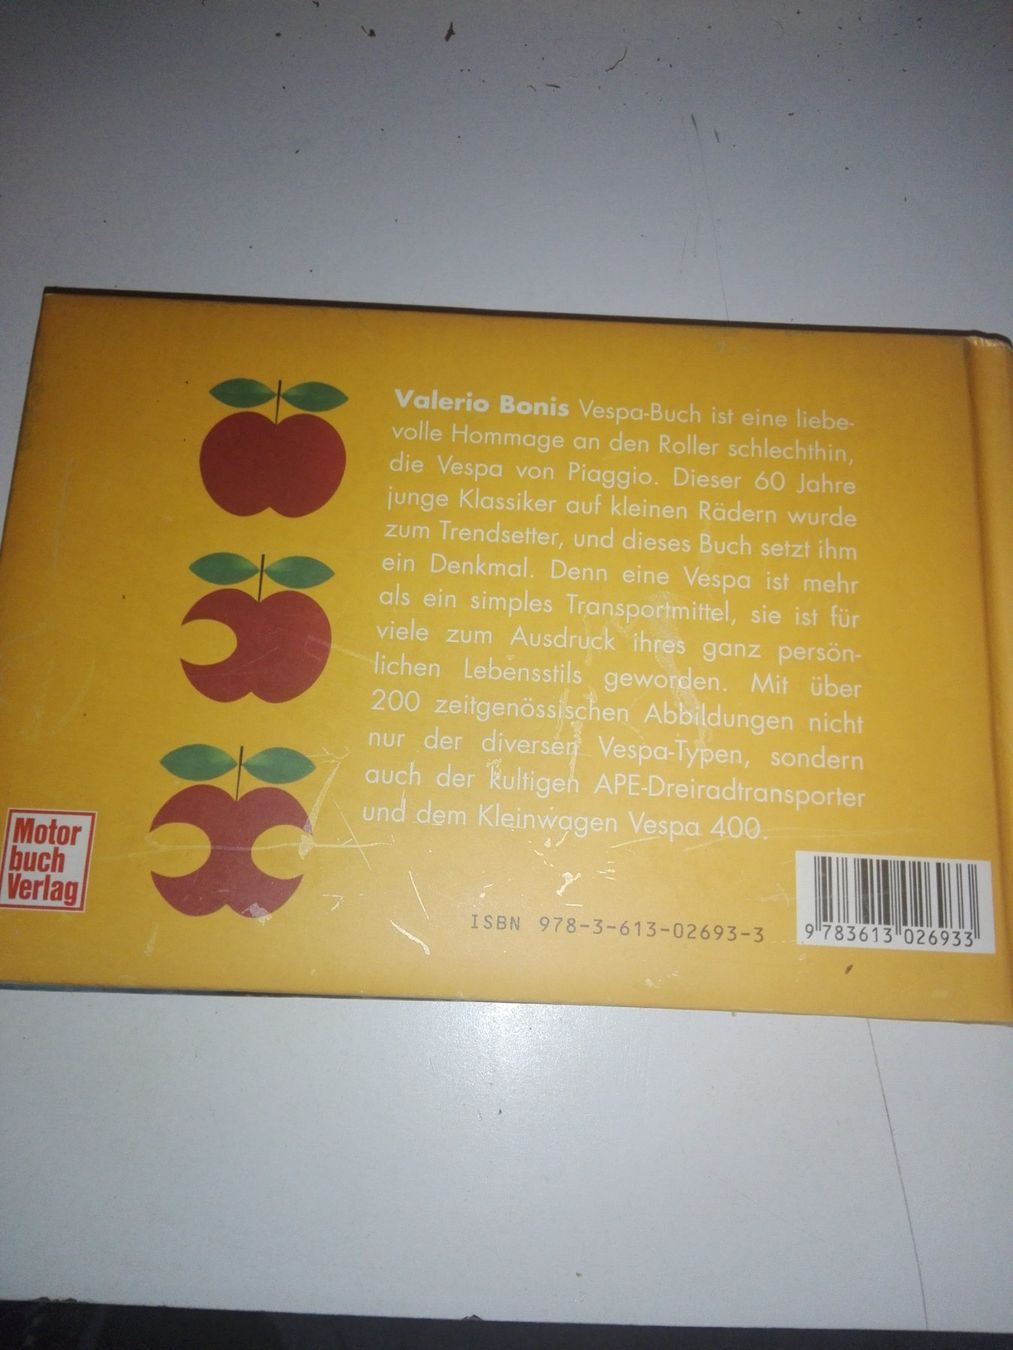 Valerio Bonis Vespa-Buch ist eine liebe-
volle Hommage an den Roller schlechthin,
die Vespa von Piaggio. Dieser 60 Jahre
junge Klassiker auf kleinen Rädern wurde
zum Trendsetter, und dieses Buch setzt ihm
ein Denkmal. Denn eine Vespa ist mehr
als ein simples Transportmittel, sie ist für
viele zum Ausdruck ihres ganz persön-
lichen Lebensstils geworden. Mit über
200 zeitgenössischen Abbildungen nicht
nur der diversen Vespa-Typen, sondern
auch der kultigen APE-Dreiradtransporter
und dem Kleinwagen Vespa 400.
Motor
buch
Verlag
ISBN 978-3-613-02693-3
9 783613 026933